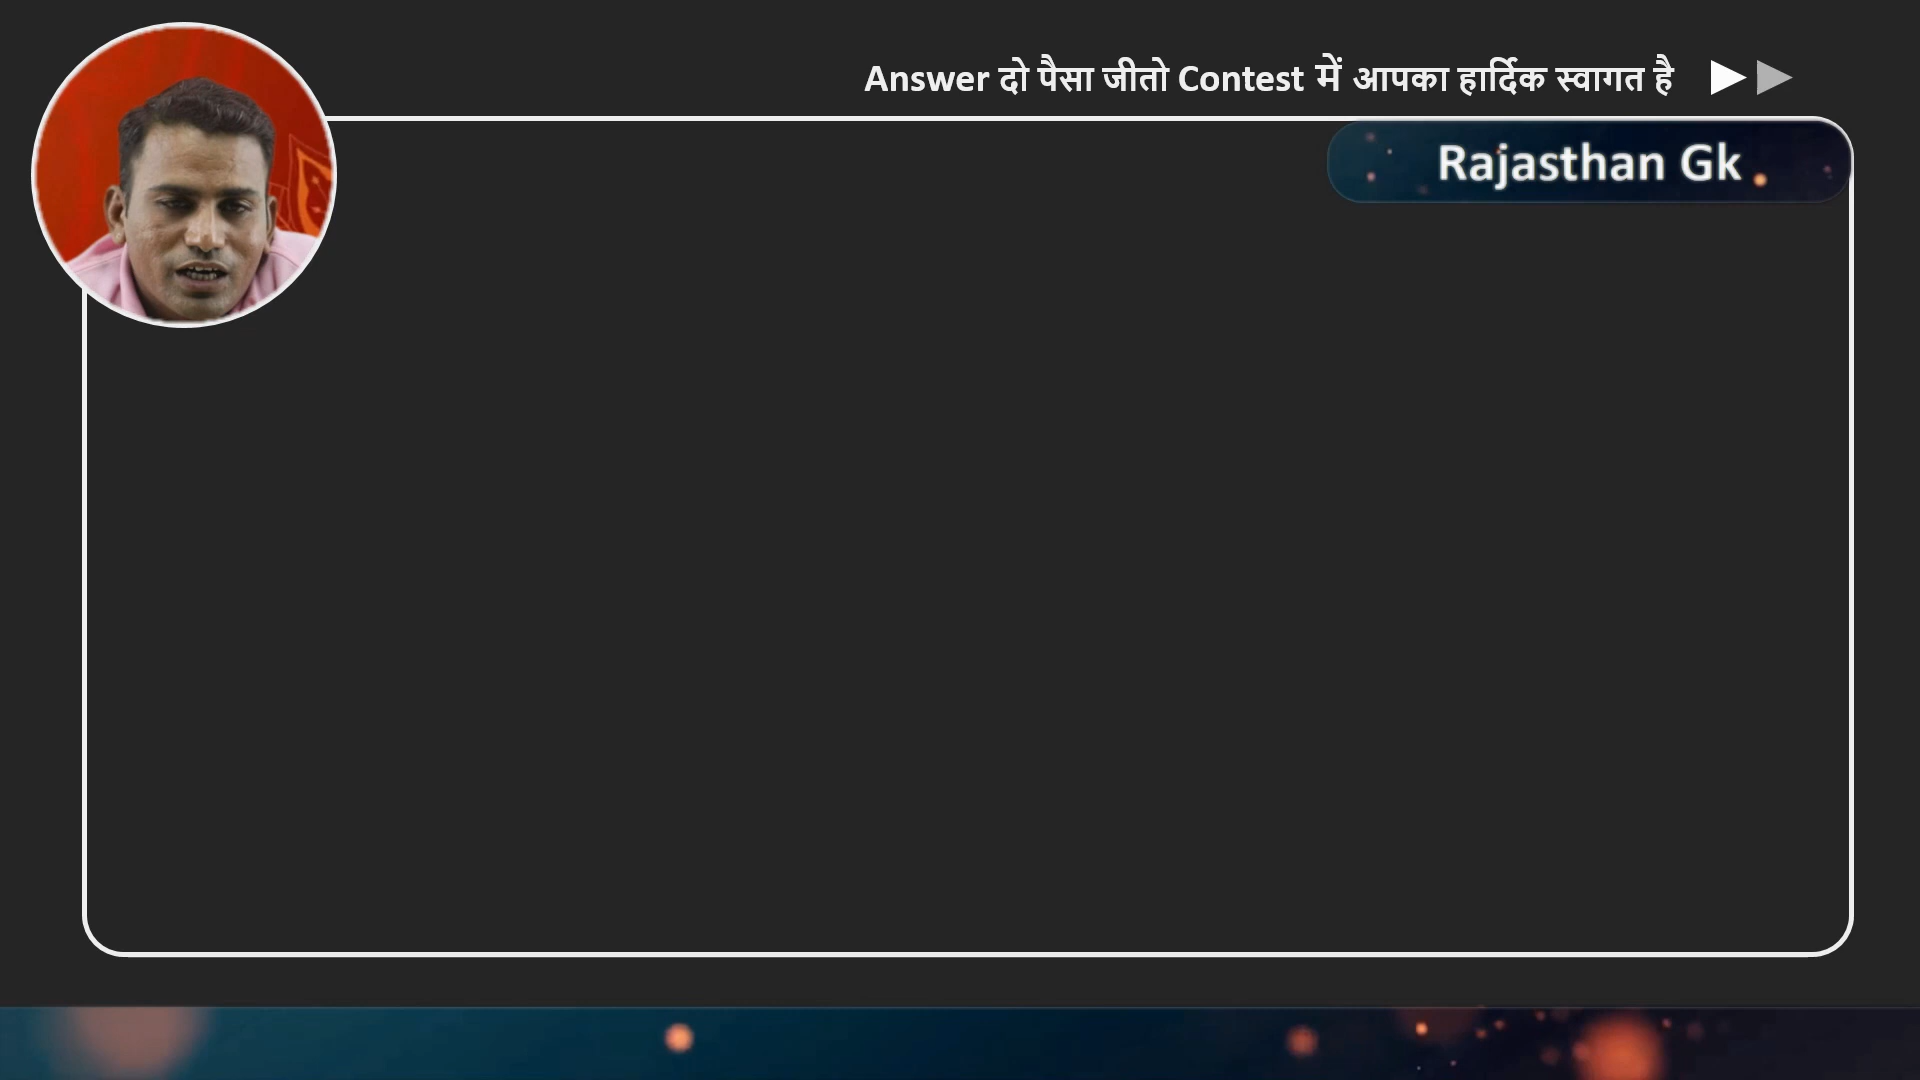 Answer दो पैसा जीतो Contest में आपका हार्दिक स्वागत है
Rajasthan Gk